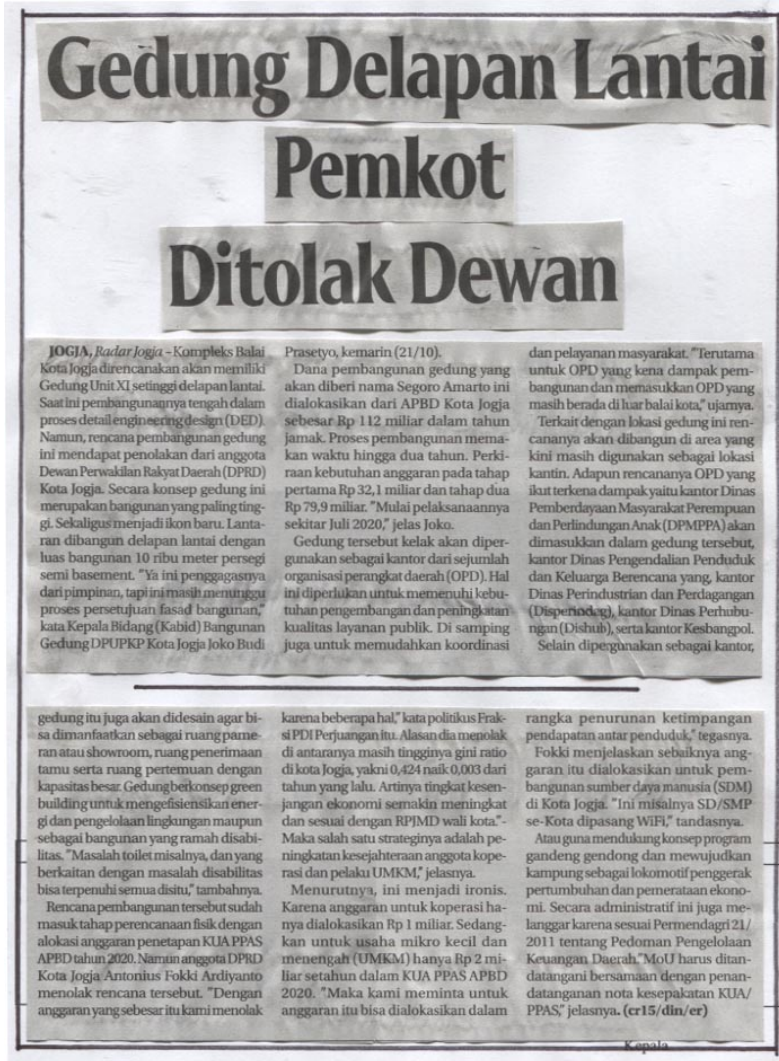 Gedung Delapan Lantai
Pemkot
Ditolak Dewan
JOGJA, Radar Jogja – Kompleks Balai
Kota Jogja direncanakan akan memiliki
Gedung Unit XI setinggi delapan lantai.
Saat ini pembangunannya tengah dalam
proses detail engineering design (DED).
Namun, rencana pembangunan gedung
ini mendapat penolakan dari anggota
Dewan Perwakilan Rakyat Daerah (DPRD)
Kota Jogja. Secara konsep gedung ini
merupakan bangunan yang paling ting-
gi. Sekaligus menjadi ikon baru. Lanta-
ran dibangun delapan lantai dengan
luas bangunan 10 ribu meter persegi
semi basement. "Ya ini penggagasnya
dari pimpinan, tapi ini masih menunggu
proses persetujuan fasad bangunan,"
kata Kepala Bidang (Kabid) Bangunan
Gedung DPUPKP Kota Jogja Joko Budi
Prasetyo, kemarin (21/10).
Dana pembangunan gedung yang
akan diberi nama Segoro Amarto ini
dialokasikan dari APBD Kota Jogja
sebesar Rp 112 miliar dalam tahun
jamak. Proses pembangunan mema-
kan waktu hingga dua tahun. Perki-
raan kebutuhan anggaran pada tahap
pertama Rp 32,1 miliar dan tahap dua
Rp 79,9 miliar. "Mulai pelaksanaannya
sekitar Juli 2020," jelas Joko.
Gedung tersebut kelak akan diper-
gunakan sebagai kantor dari sejumlah
organisasi perangkat daerah (OPD). Hal
ini diperlukan untuk memenuhi kebu-
tuhan pengembangan dan peningkatan
kualitas layanan publik. Di samping
juga untuk memudahkan koordinasi
dan pelayanan masyarakat. "Terutama
untuk OPD yang kena dampak pem-
bangunan dan memasukkan OPD yang
masih berada di luar balai kota," ujarnya.
Terkait dengan lokasi gedung ini ren-
cananya akan dibangun di area yang
kini masih digunakan sebagai lokasi
kantin. Adapun rencananya OPD yang
ikut terkena dampak yaitu kantor Dinas
Pemberdayaan Masyarakat Perempuan
dan Perlindungan Anak (DPMPPA) akan
dimasukkan dalam gedung tersebut,
kantor Dinas Pengendalian Penduduk
dan Keluarga Berencana yang, kantor
Dinas Perindustrian dan Perdagangan
(Disperindag), kantor Dinas Perhubu-
ngan (Dishub), serta kantor Kesbangpol.
Selain dipergunakan sebagai kantor,
gedung itu juga akan didesain agar bi-
sa dimanfaatkan sebagai ruang pame-
ran atau showroom, ruang penerimaan
tamu serta ruang pertemuan dengan
kapasitas besar. Gedung berkonsep green
building untuk mengefisiensikan ener-
gi dan pengelolaan lingkungan maupun
sebagai bangunan yang ramah disabi-
litas. "Masalah toilet misalnya, dan yang
berkaitan dengan masalah disabilitas
bisa terpenuhi semua disitu," tambahnya.
Rencana pembangunan tersebut sudah
masuk tahap perencanaan fisik dengan
alokasi anggaran penetapan KUA PPAS
APBD tahun 2020. Namun anggota DPRD
Kota Jogja Antonius Fokki Ardiyanto
menolak rencana tersebut. "Dengan
anggaran yang sebesar itu kami menolak
karena beberapa hal," kata politikus Frak-
si PDI Perjuangan itu. Alasan dia menolak
di antaranya masih tingginya gini ratio
di kota Jogja, yakni 0,424 naik 0,003 dari
tahun yang lalu. Artinya tingkat kesen-
jangan ekonomi semakin meningkat
dan sesuai dengan RPJMD wali kota."-
Maka salah satu strateginya adalah pe-
ningkatan kesejahteraan anggota kope-
rasi dan pelaku UMKM," jelasnya.
Menurutnya, ini menjadi ironis.
Karena anggaran untuk koperasi ha-
nya dialokasikan Rp 1 miliar. Sedang-
kan untuk usaha mikro kecil dan
menengah (UMKM) hanya Rp 2 mi-
liar setahun dalam KUA PPAS APBD
2020. "Maka kami meminta untuk
anggaran itu bisa dialokasikan dalam
rangka penurunan ketimpangan
pendapatan antar penduduk," tegasnya.
Fokki menjelaskan sebaiknya ang-
garan itu dialokasikan untuk pem-
bangunan sumber daya manusia (SDM)
di Kota Jogja. "Ini misalnya SD/SMP
se-Kota dipasang WiFi," tandasnya.
Atau guna mendukung konsep program
gandeng gendong dan mewujudkan
kampung sebagai lokomotif penggerak
pertumbuhan dan pemerataan ekono-
mi. Secara administratif ini juga me-
langgar karena sesuai Permendagri 21/
2011 tentang Pedoman Pengelolaan
Keuangan Daerah."MoU harus ditan-
datangani bersamaan dengan penan-
datanganan nota kesepakatan KUA/
PPAS," jelasnya. (cr15/din/er)
Kepala